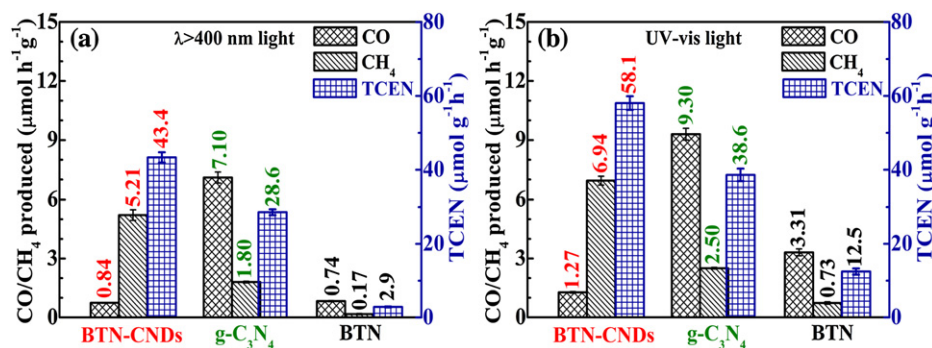 (a)
λ>400 nm light
CO
CH₄
TCEN
CO/CH₄ produced (μmol h⁻¹g⁻¹)
15
12
9
6
3
0
0.84
5.21
43.4
7.10
1.80
28.6
0.74
0.17
2.9
BTN-CNDs
g-C₃N₄
BTN
80
60
40
20
0
TCEN (μmol g⁻¹h⁻¹)
(b)
UV-vis light
CO
CH₄
TCEN
CO/CH₄ produced (μmol h⁻¹g⁻¹)
15
12
9
6
3
0
1.27
6.94
58.1
9.30
2.50
38.6
3.31
0.73
12.5
BTN-CNDs
g-C₃N₄
BTN
80
60
40
20
0
TCEN (μmol g⁻¹h⁻¹)